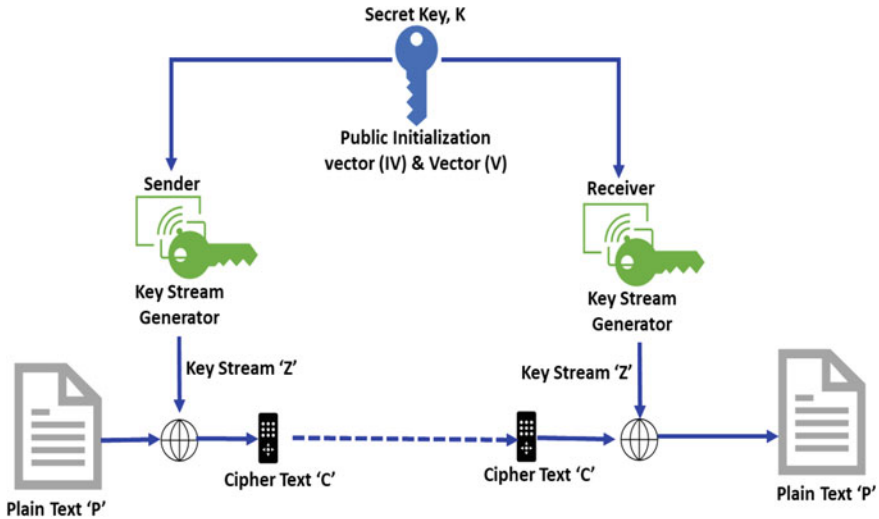 Secret Key, K
Public Initialization
vector (IV) & Vector (V)
Sender
Receiver
Key Stream
Generator
Key Stream
Generator
Key Stream ‘Z’
Key Stream ‘Z’
Cipher Text ‘C’
Cipher Text ‘C’
Plain Text ‘P’
Plain Text ‘P’